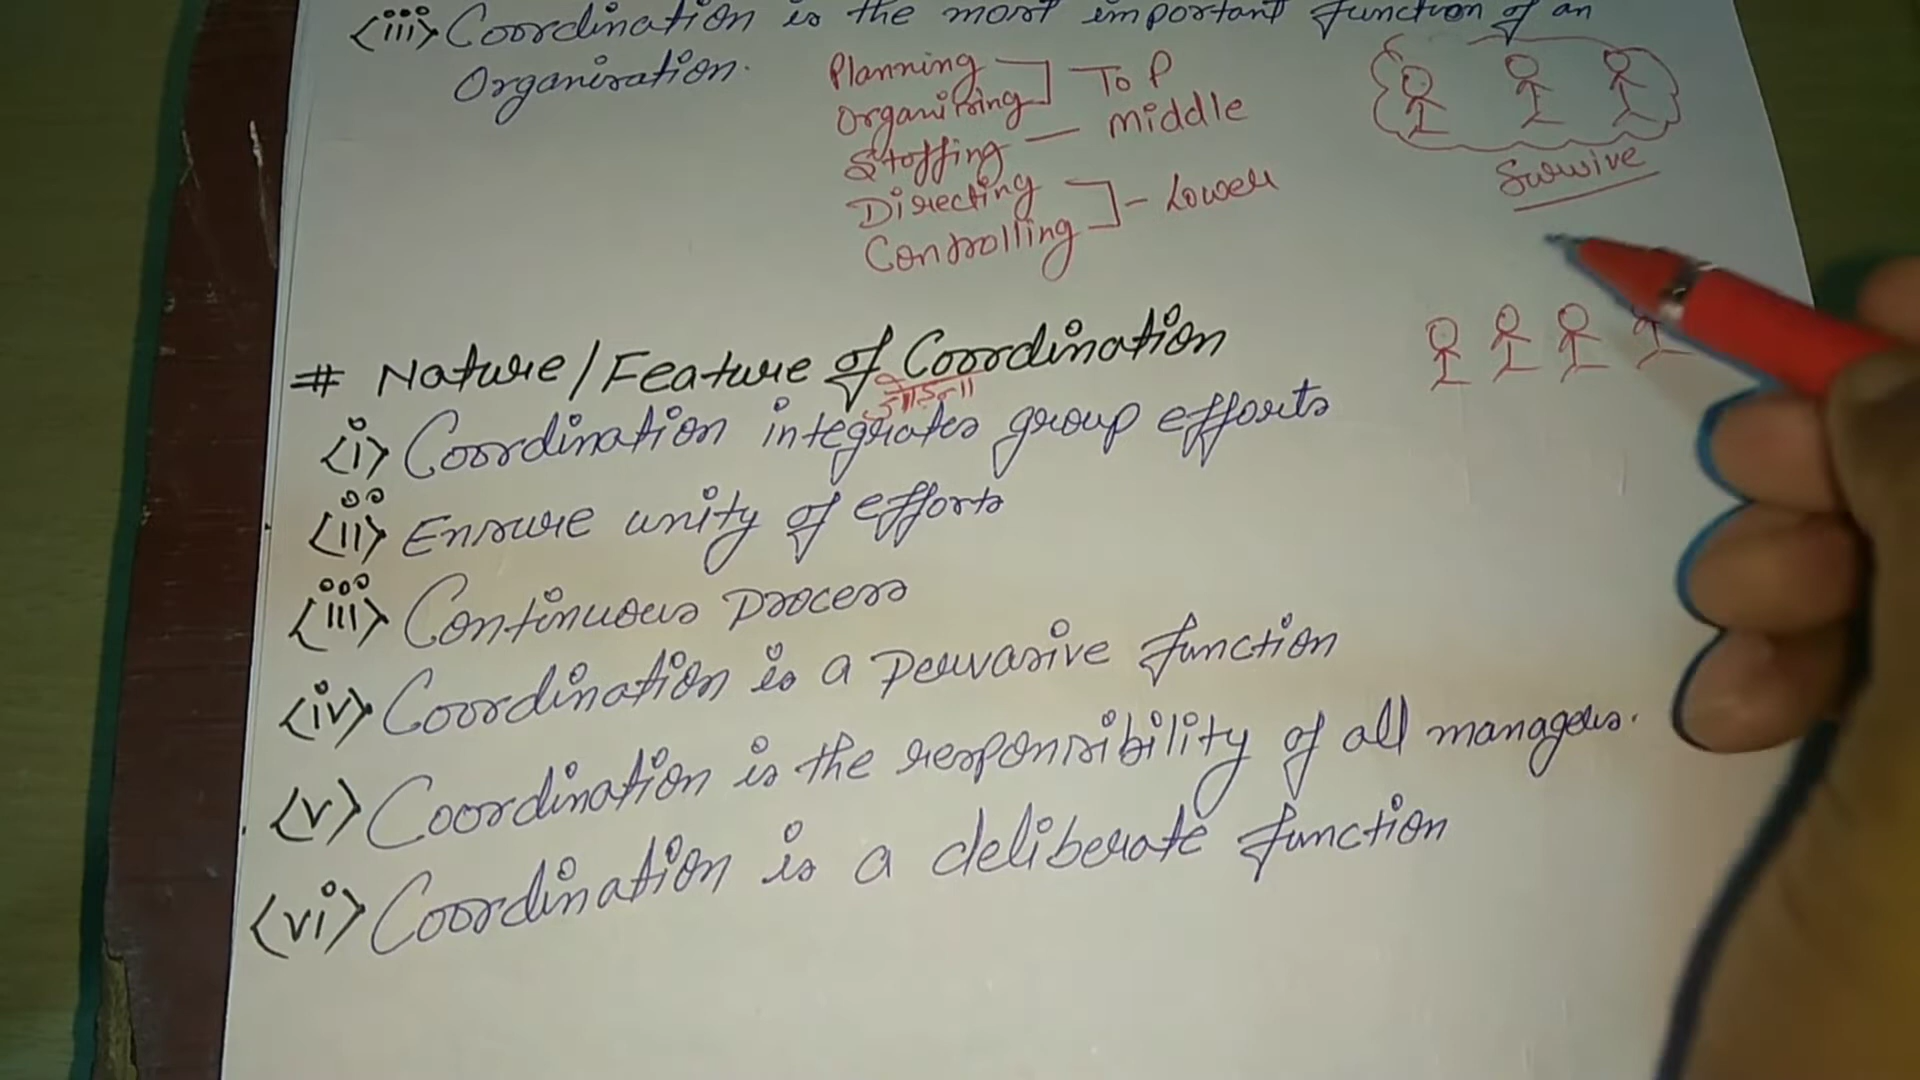 (iii) Coordination is the most important function of an
Organisation.
Planning
Organising
Staffing
Directing
Controlling
ToP
middle
Lower
Survive
# Nature/Feature of Coordination
(i) Coordination integrates group efforts
(ii) Ensure unity of efforts
(iii) Continuous Process
(iv) Coordination is a Pervasive function
(v) Coordination is the responsibility of all managers.
(vi) Coordination is a deliberate function